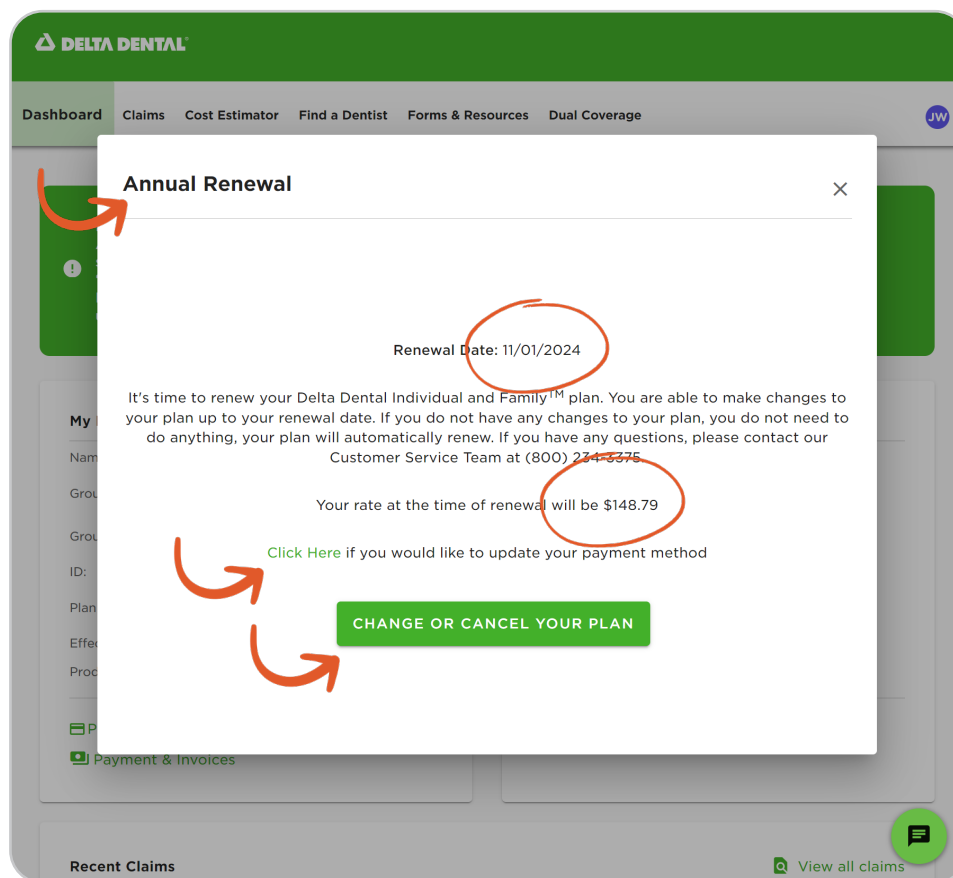 DELTA DENTAL
Dashboard Claims Cost Estimator Find a Dentist Forms & Resources Dual Coverage
JW
Annual Renewal
Renewal Date: 11/01/2024
It's time to renew your Delta Dental Individual and Family™ plan. You are able to make changes to
your plan up to your renewal date. If you do not have any changes to your plan, you do not need to
do anything, your plan will automatically renew. If you have any questions, please contact our
Customer Service Team at (800) 234-3375.
Your rate at the time of renewal will be $148.79
Click Here if you would like to update your payment method
CHANGE OR CANCEL YOUR PLAN
My
ID:
Plan
Payment & Invoices
Recent Claims
View all claims